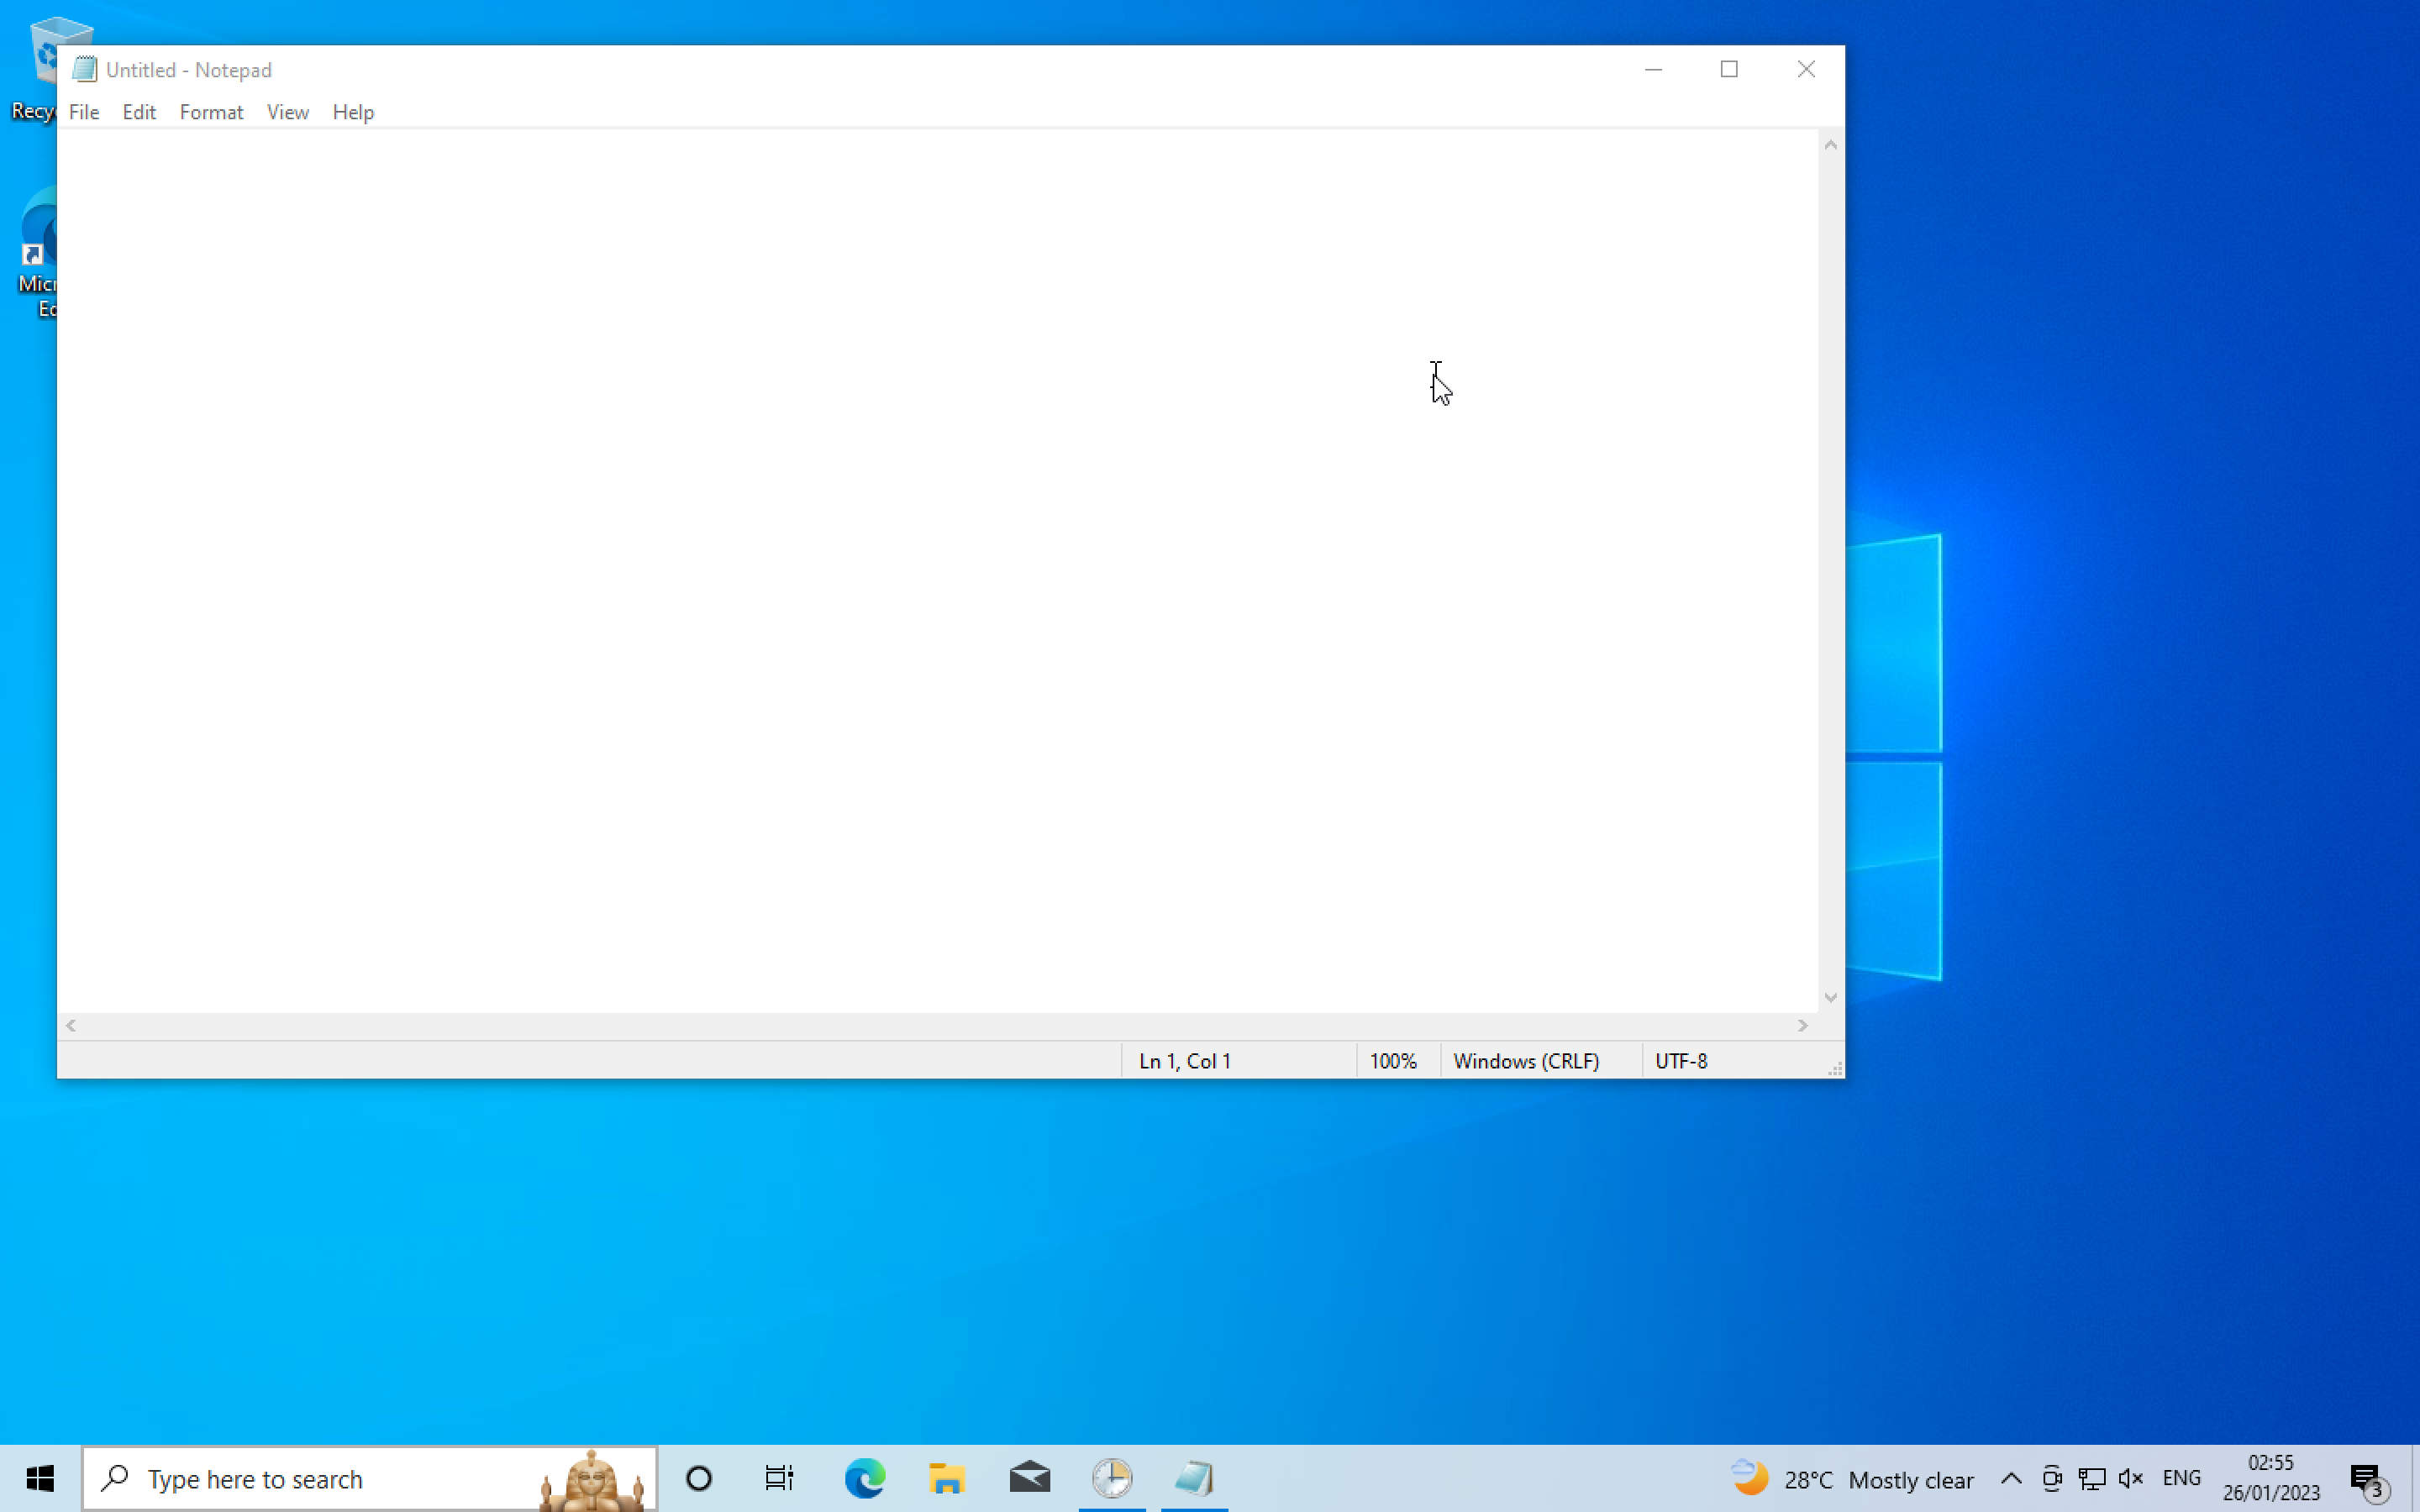 Untitled - Notepad
File Edit Format View Help
Recy
Micr
Ed
Ln 1, Col 1 100% Windows (CRLF) UTF-8
Type here to search
28°C Mostly clear
ENG
02:55
26/01/2023
3